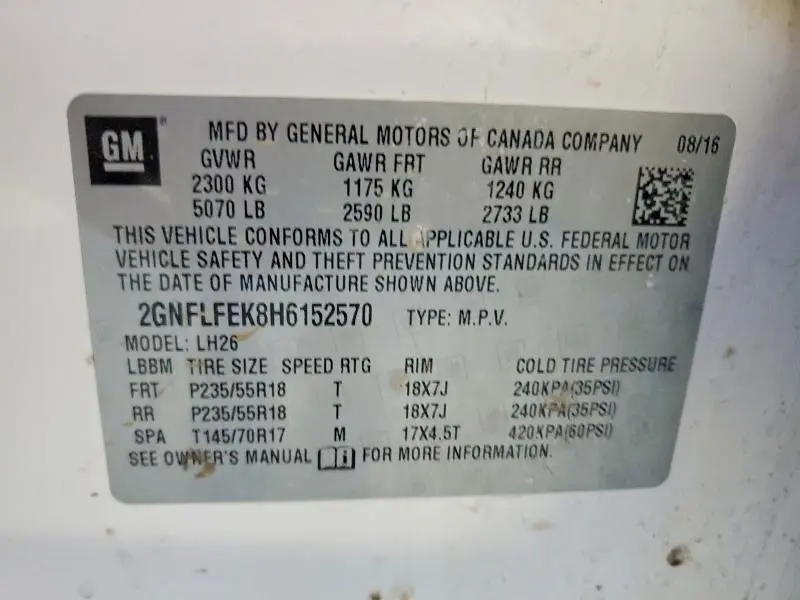 GM
MFD BY GENERAL MOTORS OF CANADA COMPANY 08/16
GVWR GAWR FRT GAWR RR
2300 KG 1175 KG 1240 KG
5070 LB 2590 LB 2733 LB
THIS VEHICLE CONFORMS TO ALL APPLICABLE U.S. FEDERAL MOTOR
VEHICLE SAFETY AND THEFT PREVENTION STANDARDS IN EFFECT ON
THE DATE OF MANUFACTURE SHOWN ABOVE.
2GNFLFEK8H6152570 TYPE: M.P.V.
MODEL: LH26
LBBM TIRE SIZE SPEED RTG RIM COLD TIRE PRESSURE
FRT P235/55R18 T 18X7J 240KPA(35PSI)
RR P235/55R18 T 18X7J 240KPA(35PSI)
SPA T145/70R17 M 17X4.5T 420KPA(60PSI)
SEE OWNER'S MANUAL i FOR MORE INFORMATION.